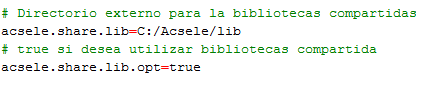 # Directorio externo para la bibliotecas compartidas
acsele.share.lib=C:/Acsele/lib
# true si desea utilizar bibliotecas compartida
acsele.share.lib.opt=true